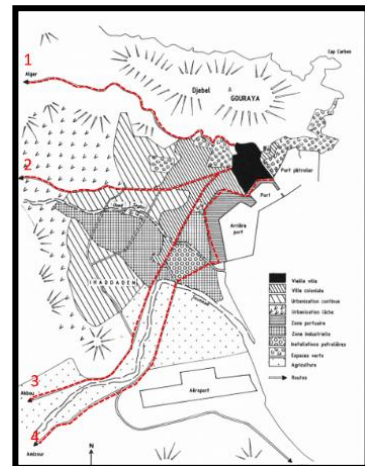 1
Alger
Cap Carbon
Djebel
GOURAYA
2
Port pétrolier
Port
Arrière
port
Oued
IHADDADEN
3
Akbou
4
Amizour
Aéroport
N
Vieille ville
Ville coloniale
Urbanisation continue
Urbanisation lâche
Zone portuaire
Zone industrielle
Installations pétrolières
Espaces verts
Agriculture
Routes